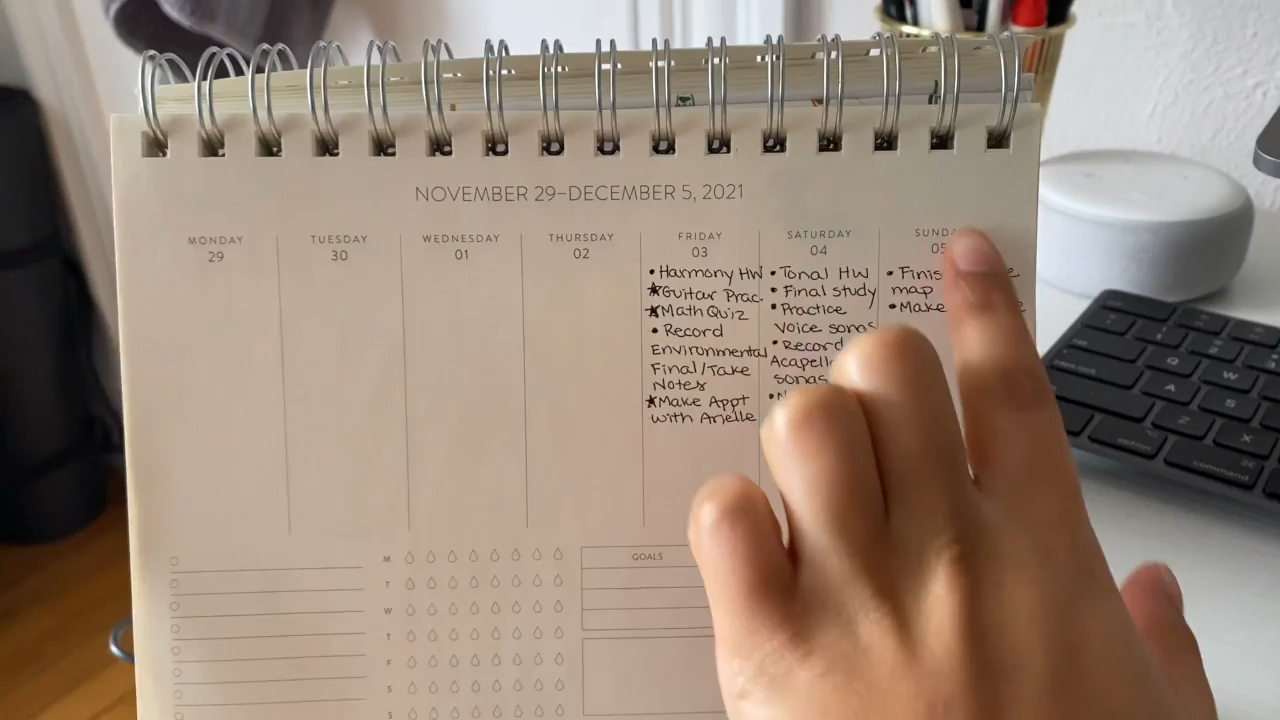 NOVEMBER 29–DECEMBER 5, 2021
MONDAY
29
TUESDAY
30
WEDNESDAY
01
THURSDAY
02
FRIDAY
03
• Harmony HW
★Guitar Prac.
★Math Quiz
• Record
Environmental
Final/Take
Notes
★Make Appt
with Arielle
SATURDAY
04
• Tonal HW
• Final study
• Practice
voice songs
• Record
songs
05
map
• Make
M
T
W
T
F
S
S
GOALS
Q
W
A
S
Z
X
option
command